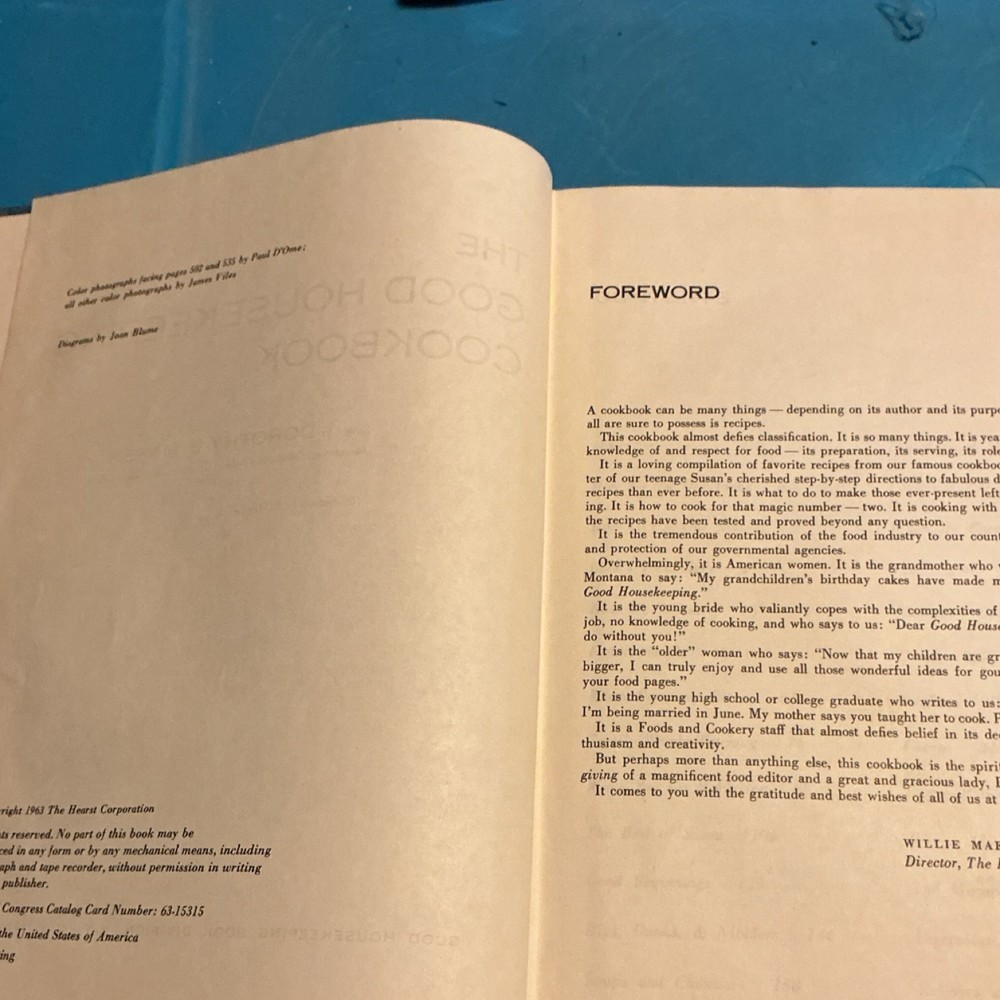 Color photographs facing pages 502 and 535 by Paul D'Ome;
all other color photographs by James Viles
Diagrams by Joan Blume
right 1963 The Hearst Corporation
ts reserved. No part of this book may be
ced in any form or by any mechanical means, including
aph and tape recorder, without permission in writing
publisher.
Congress Catalog Card Number: 63-15315
the United States of America
ing
THE
GOOD HOUSEKEE
COOKBOOK
DOROTHY
GOOD HOUSEKEEPING BOOK DIVISION
FOREWORD
A cookbook can be many things — depending on its author and its purp
all are sure to possess is recipes.
This cookbook almost defies classification. It is so many things. It is yea
knowledge of and respect for food — its preparation, its serving, its role
It is a loving compilation of favorite recipes from our famous cookboo
ter of our teenage Susan's cherished step-by-step directions to fabulous d
recipes than ever before. It is what to do to make those ever-present left
ing. It is how to cook for that magic number — two. It is cooking with
the recipes have been tested and proved beyond any question.
It is the tremendous contribution of the food industry to our coun
and protection of our governmental agencies.
Overwhelmingly, it is American women. It is the grandmother who
Montana to say: "My grandchildren's birthday cakes have made m
Good Housekeeping."
It is the young bride who valiantly copes with the complexities of
job, no knowledge of cooking, and who says to us: "Dear Good Hous
do without you!"
It is the "older" woman who says: "Now that my children are gr
bigger, I can truly enjoy and use all those wonderful ideas for gou
your food pages."
It is the young high school or college graduate who writes to us:
I'm being married in June. My mother says you taught her to cook. P
It is a Foods and Cookery staff that almost defies belief in its de
thusiasm and creativity.
But perhaps more than anything else, this cookbook is the spiri
giving of a magnificent food editor and a great and gracious lady, D
It comes to you with the gratitude and best wishes of all of us at
WILLIE MAE
Director, The